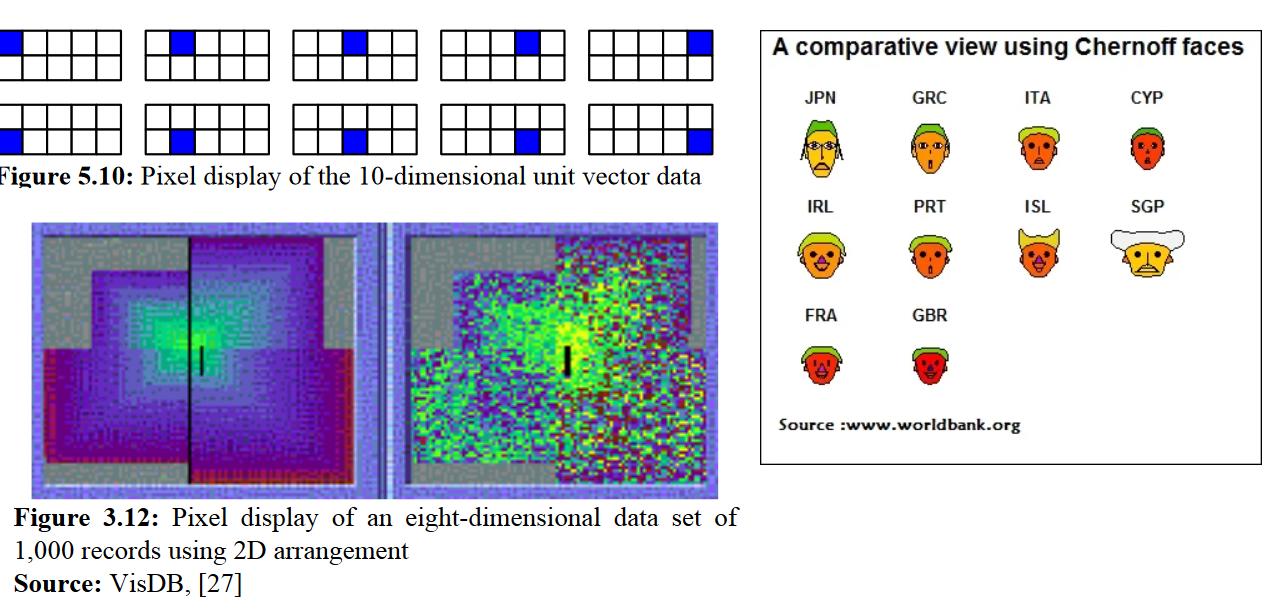 Figure 5.10: Pixel display of the 10-dimensional unit vector data
Figure 3.12: Pixel display of an eight-dimensional data set of
1,000 records using 2D arrangement
Source: VisDB, [27]
A comparative view using Chernoff faces
JPN GRC ITA CYP
IRL PRT ISL SGP
FRA GBR
Source :www.worldbank.org